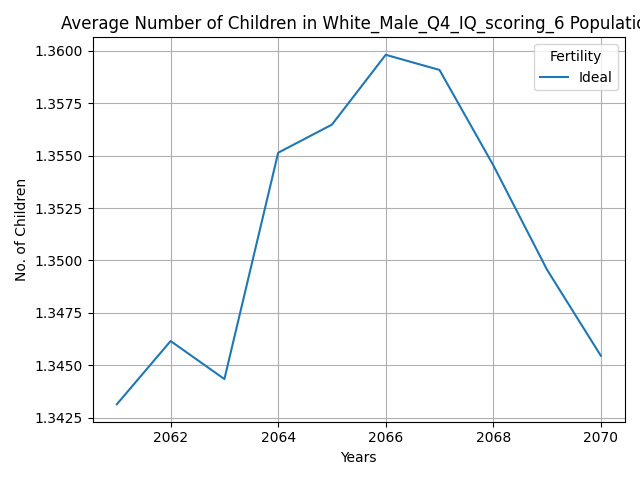 Average Number of Children in White_Male_Q4_IQ_scoring_6 Populatio
Fertility
Ideal
1.3600
1.3575
1.3550
1.3525
1.3500
1.3475
1.3450
1.3425
No. of Children
2062 2064 2066 2068 2070
Years